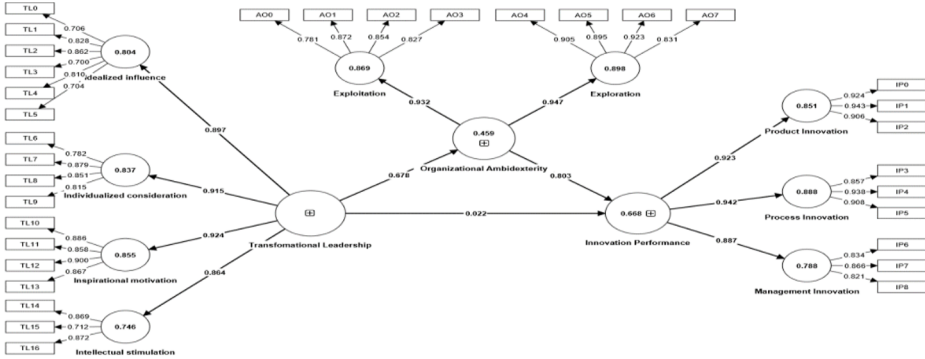 TL0
TL1
TL2
TL3
TL4
TL5
0.706
0.828
0.862
0.700
0.810
0.704
0.804
Idealized influence
TL6
TL7
TL8
TL9
0.782
0.879
0.851
0.815
0.837
Individualized consideration
TL10
TL11
TL12
TL13
0.886
0.858
0.900
0.867
0.855
Inspirational motivation
TL14
TL15
TL16
0.869
0.712
0.872
0.746
Intellectual stimulation
0.897
0.915
0.924
0.864
Transfomational Leadership
AO0
AO1
AO2
AO3
0.781
0.872
0.854
0.827
0.869
Exploitation
AO4
AO5
AO6
AO7
0.905
0.895
0.923
0.831
0.898
Exploration
0.932
0.947
0.459
Organizational Ambidexterity
0.678
0.803
0.022
0.668
Innovation Performance
0.923
0.942
0.887
0.851
Product Innovation
0.924
0.943
0.906
IP0
IP1
IP2
0.888
Process Innovation
0.857
0.938
0.908
IP3
IP4
IP5
0.788
Management Innovation
0.834
0.866
0.821
IP6
IP7
IP8